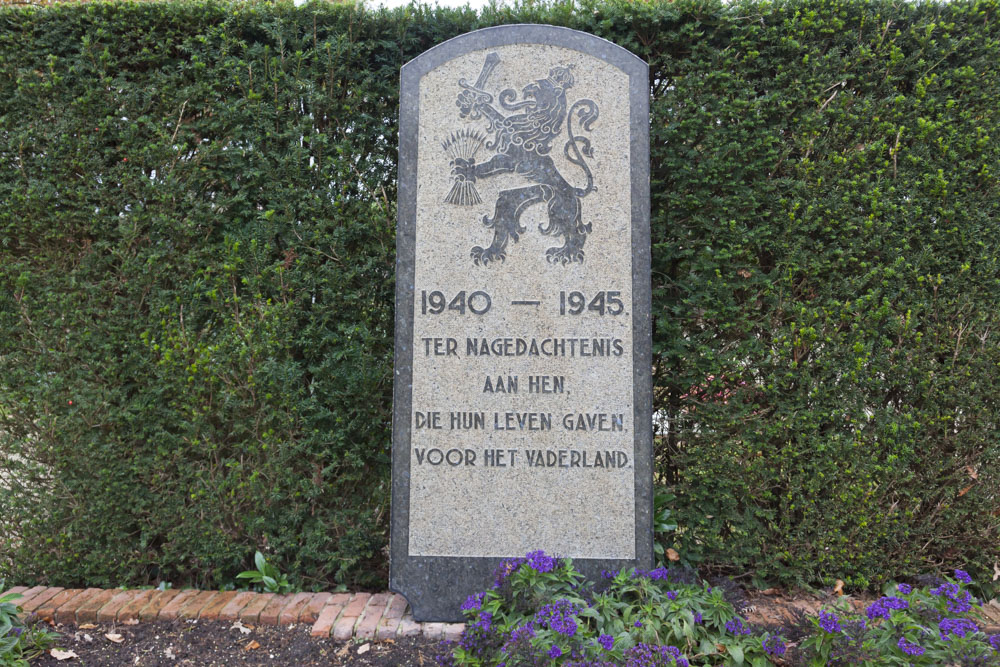 1940 — 1945.
TER NAGEDACHTENIS
AAN HEN,
DIE HUN LEVEN GAVEN,
VOOR HET VADERLAND.